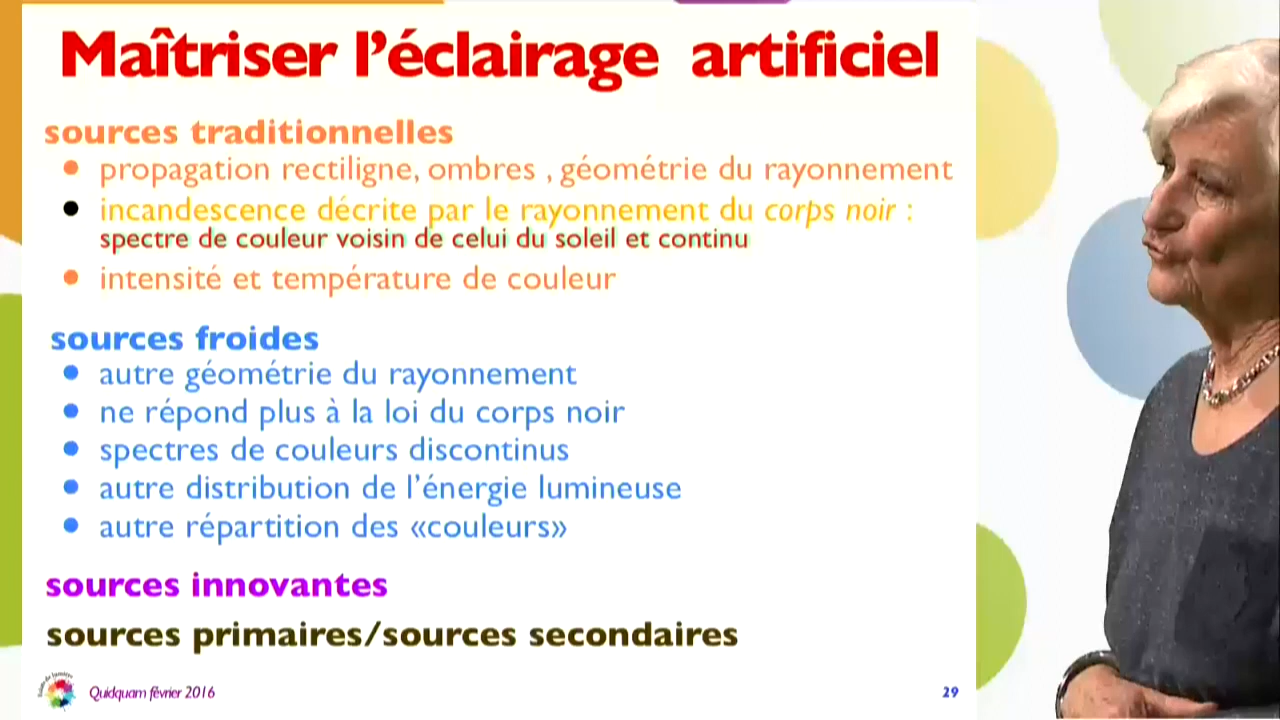 Maîtriser l’éclairage artificiel
sources traditionnelles
• propagation rectiligne, ombres , géométrie du rayonnement
• incandescence décrite par le rayonnement du corps noir :
spectre de couleur voisin de celui du soleil et continu
• intensité et température de couleur
sources froides
• autre géométrie du rayonnement
• ne répond plus à la loi du corps noir
• spectres de couleurs discontinus
• autre distribution de l’énergie lumineuse
• autre répartition des «couleurs»
sources innovantes
sources primaires/sources secondaires
Quidquam février 2016
29